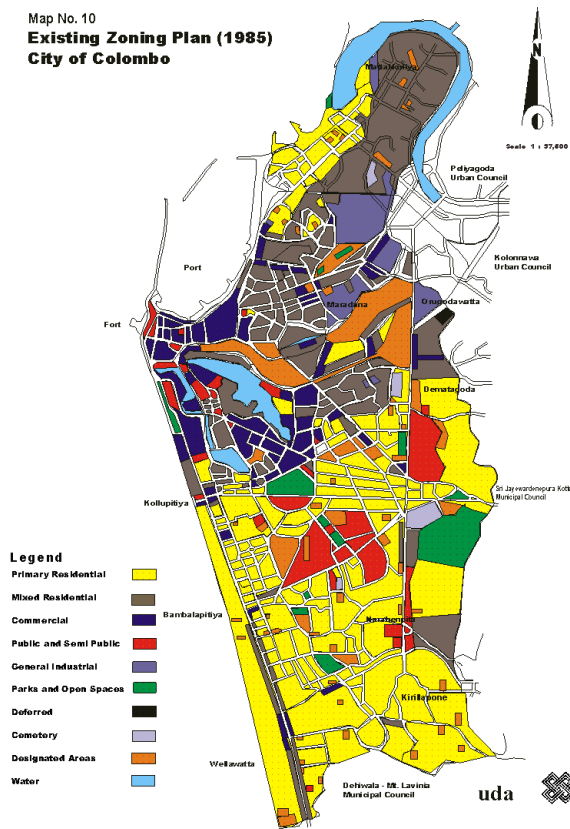 Map No. 10
Existing Zoning Plan (1985)
City of Colombo
N
Scale 1 : 37,500
Peliyagoda
Urban Council
Kolonnawa
Urban Council
Port
Fort
Maradana
Orugodawatta
Dematagoda
Sri Jayewardenepura Kotte
Municipal Council
Kollupitiya
Bambalapitiya
Narahenpita
Kirillapone
Wellawatta
Dehiwala - Mt. Lavinia
Municipal Council
Legend
Primary Residential
Mixed Residential
Commercial
Public and Semi Public
General Industrial
Parks and Open Spaces
Deferred
Cemetery
Designated Areas
Water
uda